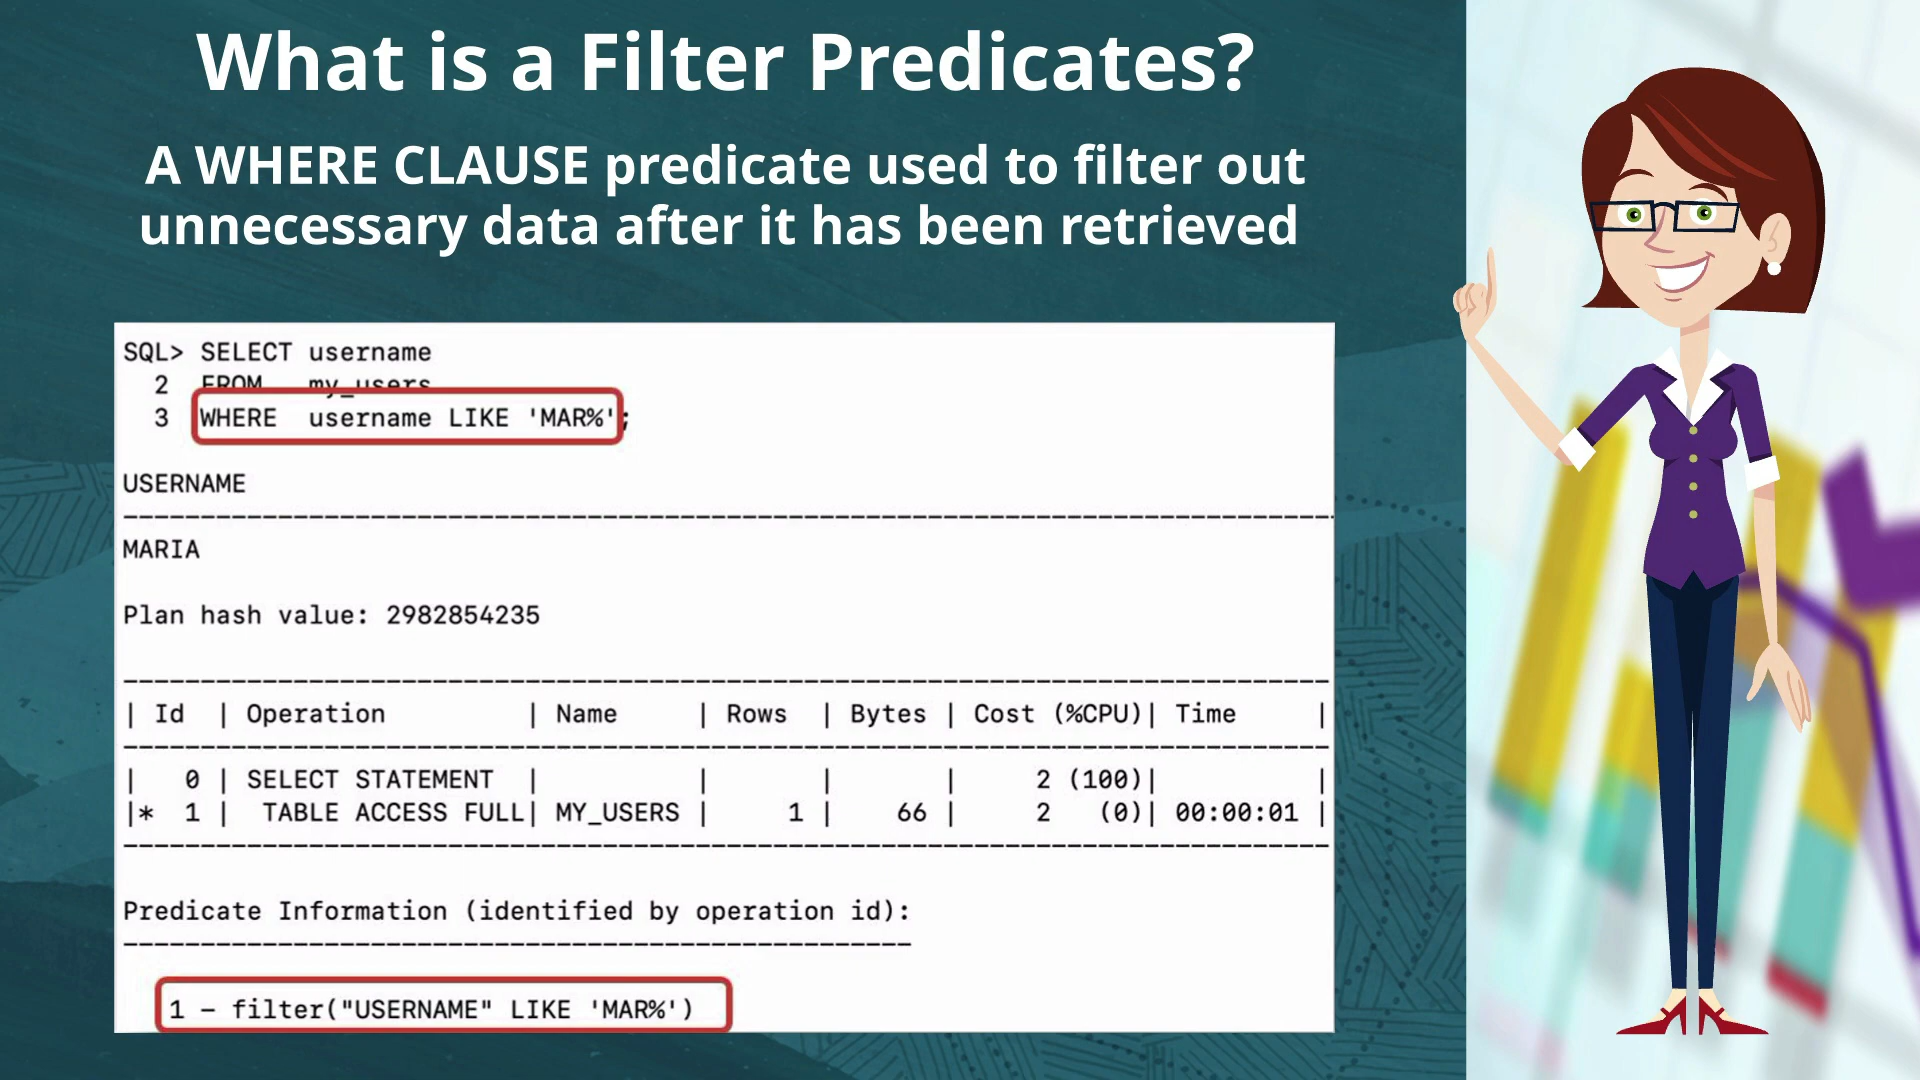 What is a Filter Predicates?
A WHERE CLAUSE predicate used to filter out
unnecessary data after it has been retrieved
SQL> SELECT username
2 FROM my_users
3 WHERE username LIKE 'MAR%';
USERNAME
--------------------------------------------------------------------------------
MARIA
Plan hash value: 2982854235
------------------------------------------------------------------------------
| Id | Operation | Name | Rows | Bytes | Cost (%CPU)| Time |
------------------------------------------------------------------------------
| 0 | SELECT STATEMENT | | | | 2 (100)| |
|* 1 | TABLE ACCESS FULL| MY_USERS | 1 | 66 | 2 (0)| 00:00:01 |
------------------------------------------------------------------------------
Predicate Information (identified by operation id):
---------------------------------------------------
1 – filter("USERNAME" LIKE 'MAR%')